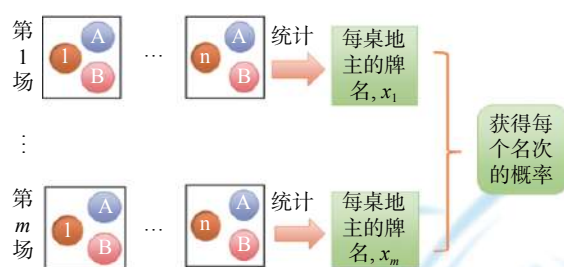 第
1
场
1
A
B
…
n
A
B
统计
每桌地
主的牌
名, x₁
⋮
第
m
场
1
A
B
…
n
A
B
统计
每桌地
主的牌
名, xₘ
获得每
个名次
的概率